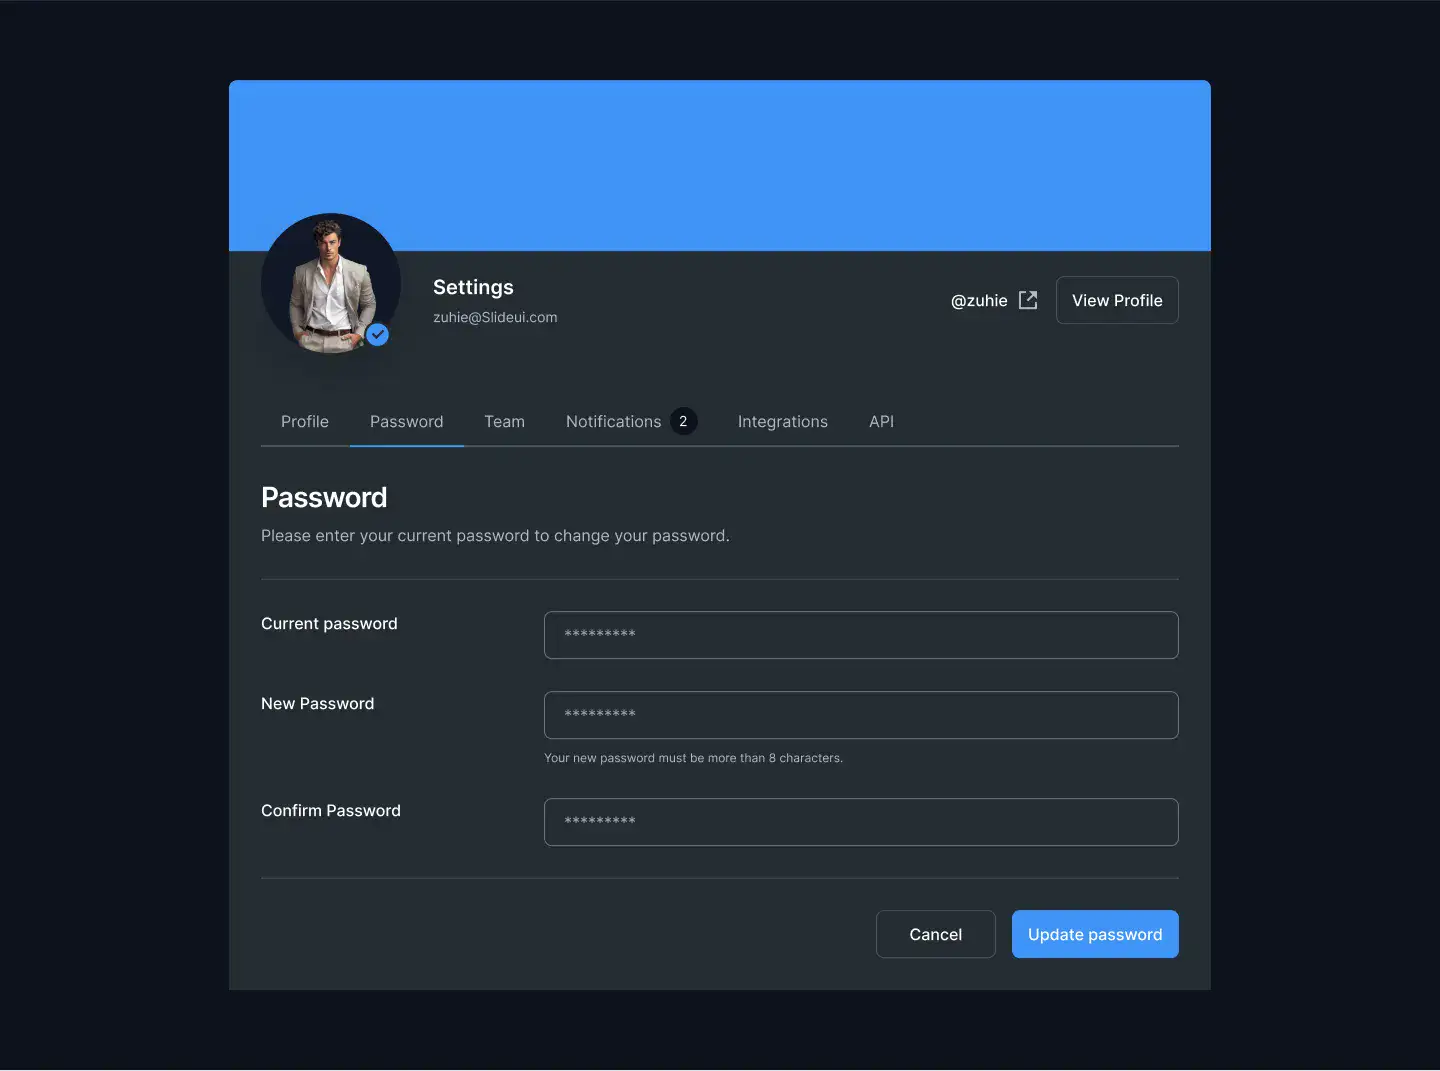 Settings
zuhie@Slideui.com
@zuhie
View Profile
Profile
Password
Team
Notifications 2
Integrations
API
Password
Please enter your current password to change your password.
Current password
*********
New Password
*********
Your new password must be more than 8 characters.
Confirm Password
*********
Cancel
Update password